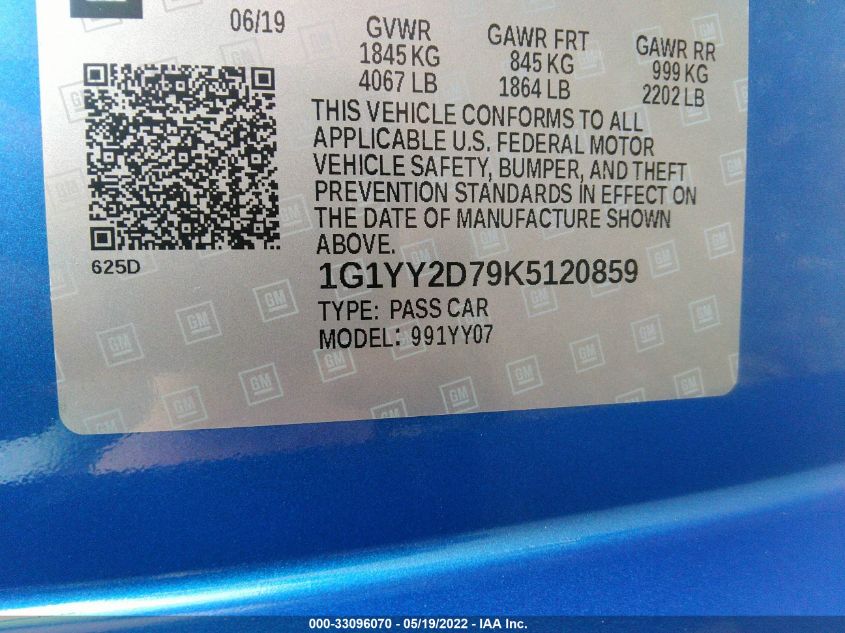 06/19
GVWR
1845 KG
4067 LB
GAWR FRT
845 KG
1864 LB
GAWR RR
999 KG
2202 LB
THIS VEHICLE CONFORMS TO ALL
APPLICABLE U.S. FEDERAL MOTOR
VEHICLE SAFETY, BUMPER, AND THEFT
PREVENTION STANDARDS IN EFFECT ON
THE DATE OF MANUFACTURE SHOWN
ABOVE.
625D
1G1YY2D79K5120859
TYPE: PASS CAR
MODEL: 991YY07
GM
000-33096070 - 05/19/2022 - IAA Inc.